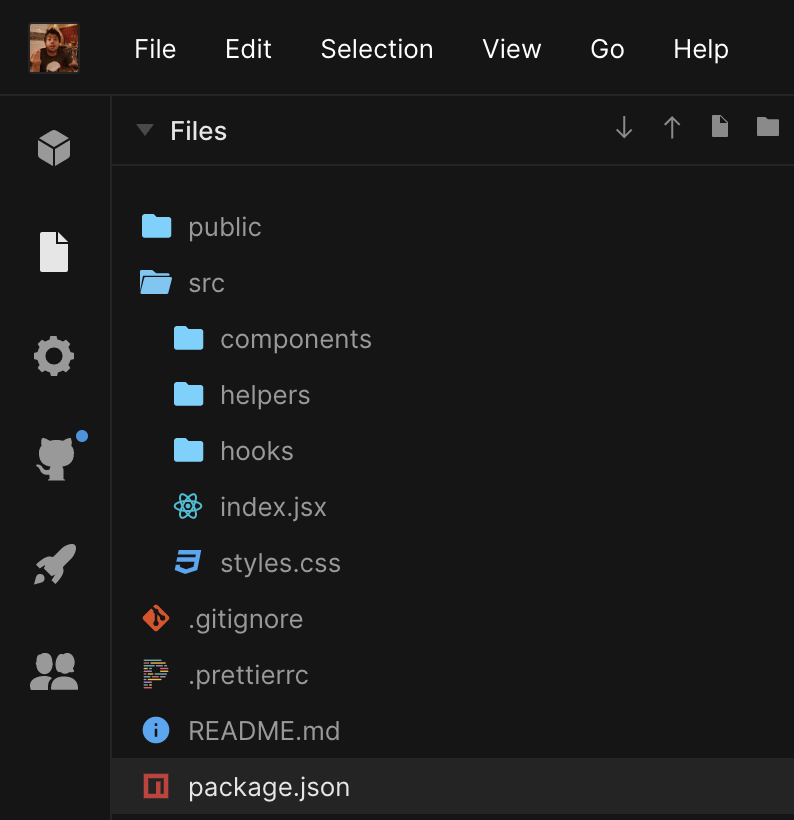 File Edit Selection View Go Help
Files
public
src
components
helpers
hooks
index.jsx
styles.css
.gitignore
.prettierrc
README.md
package.json